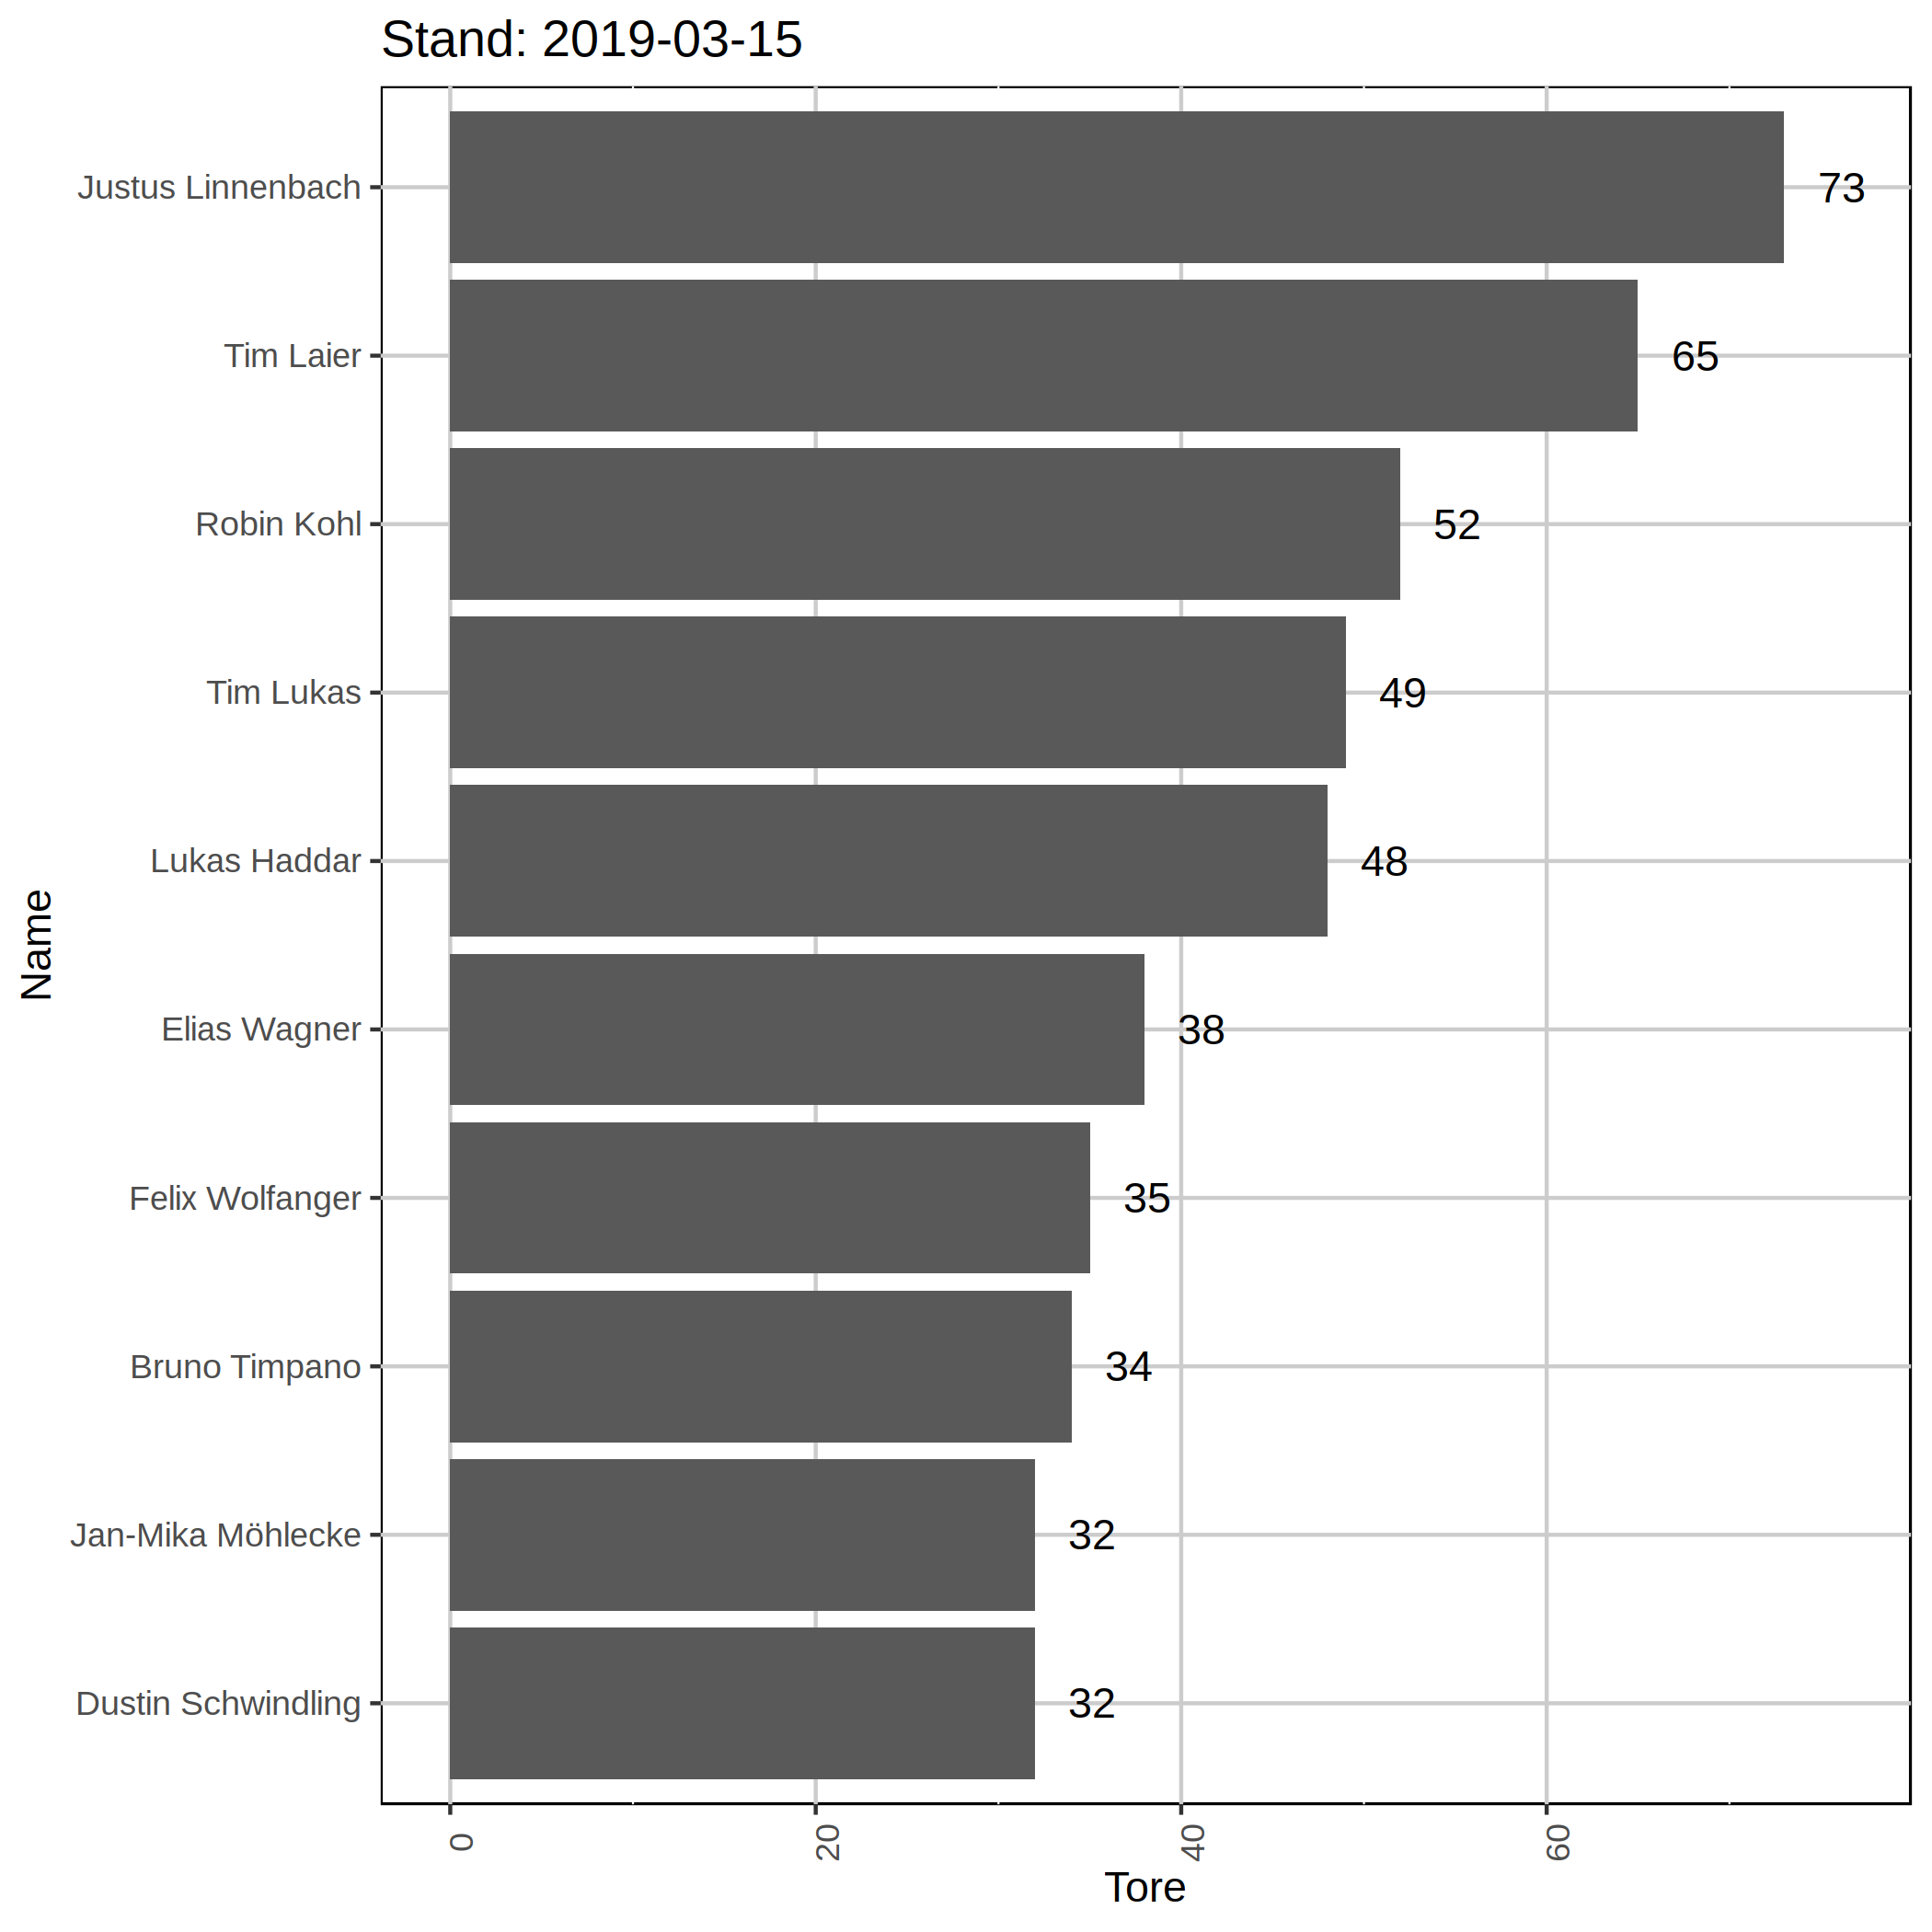 Stand: 2019-03-15
Justus Linnenbach 73
Tim Laier 65
Robin Kohl 52
Tim Lukas 49
Lukas Haddar 48
Elias Wagner 38
Felix Wolfanger 35
Bruno Timpano 34
Jan-Mika Möhlecke 32
Dustin Schwindling 32
Name
0 20 40 60
Tore